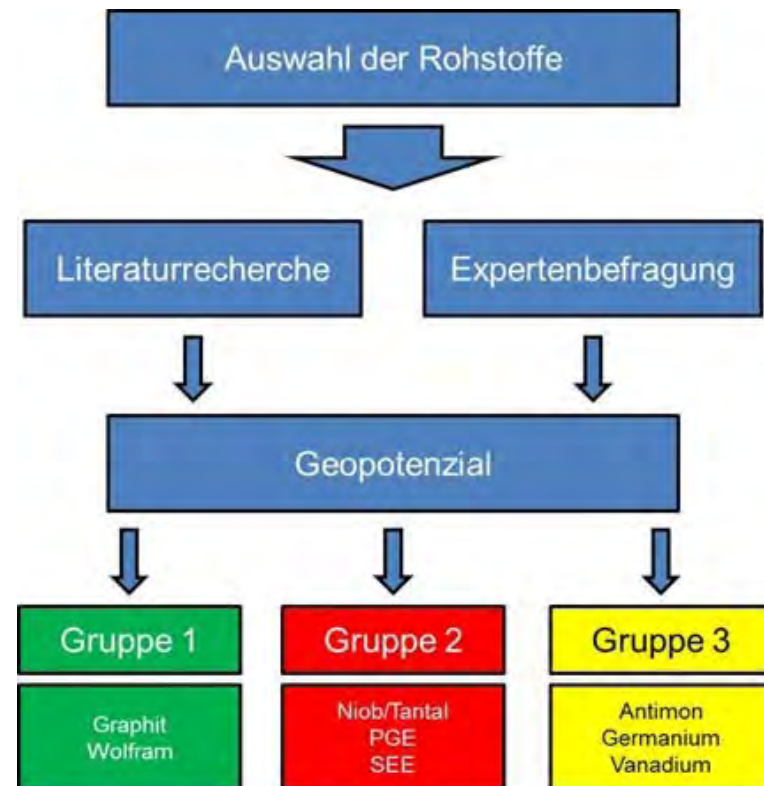 Auswahl der Rohstoffe
Literaturrecherche
Expertenbefragung
Geopotenzial
Gruppe 1
Graphit
Wolfram
Gruppe 2
Niob/Tantal
PGE
SEE
Gruppe 3
Antimon
Germanium
Vanadium